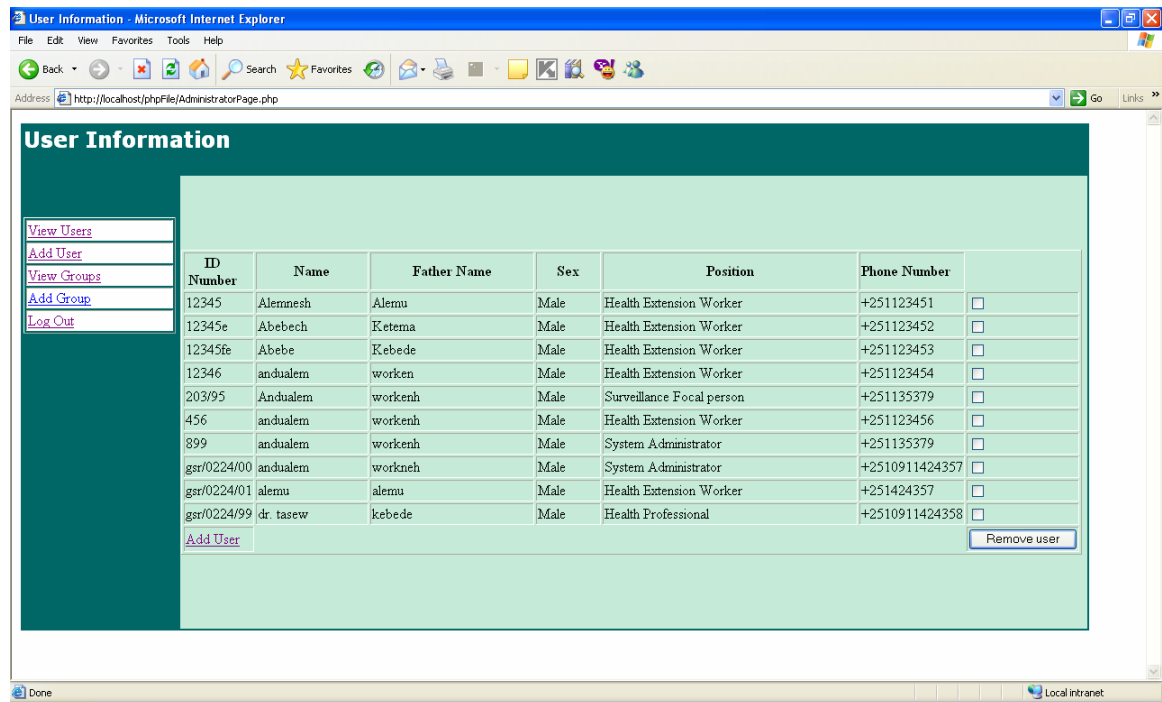 User Information - Microsoft Internet Explorer
File Edit View Favorites Tools Help
Back Search Favorites
Address http://localhost/phpFile/AdministratorPage.php Go Links »
User Information
View Users
Add User
View Groups
Add Group
Log Out
ID Number Name Father Name Sex Position Phone Number
12345 Alemnesh Alemu Male Health Extension Worker +251123451
12345e Abebech Ketema Male Health Extension Worker +251123452
12345fe Abebe Kebede Male Health Extension Worker +251123453
12346 andualem worken Male Health Extension Worker +251123454
203/95 Andualem workenh Male Surveillance Focal person +251135379
456 andualem workenh Male Health Extension Worker +251123456
899 andualem workenh Male System Administrator +251135379
gsr/0224/00 andualem workneh Male System Administrator +2510911424357
gsr/0224/01 alemu alemu Male Health Extension Worker +251424357
gsr/0224/99 dr. tasew kebede Male Health Professional +2510911424358
Add User Remove user
Done Local intranet